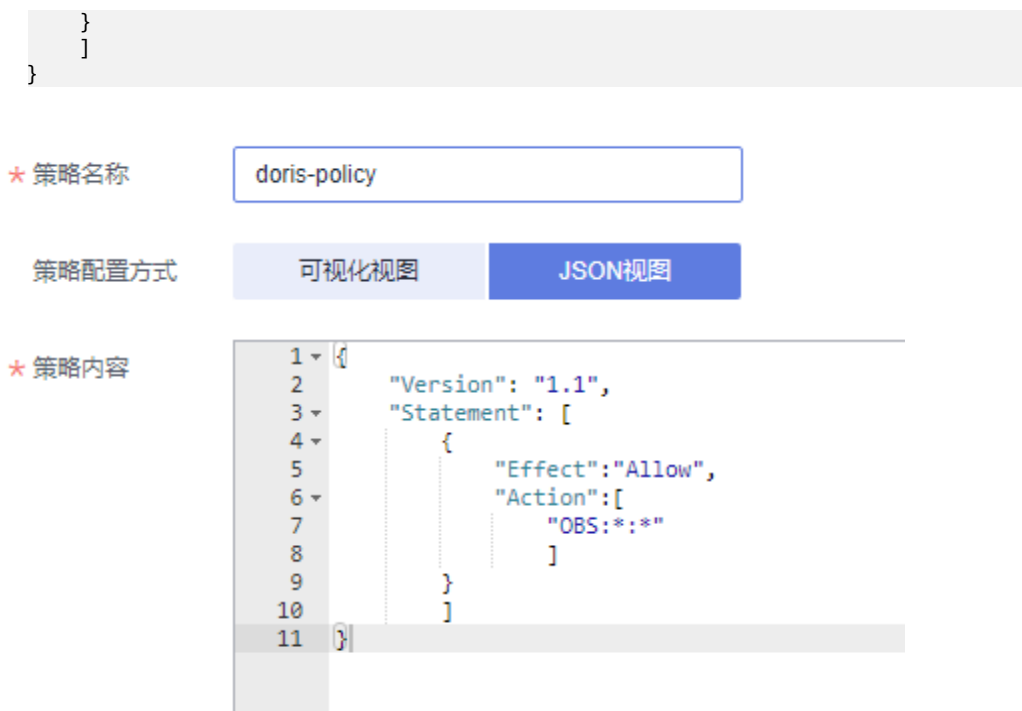 }
]
}
* 策略名称 doris-policy
策略配置方式 可视化视图 JSON视图
* 策略内容
1 {
2 "Version": "1.1",
3 "Statement": [
4 {
5 "Effect":"Allow",
6 "Action":[
7 "OBS:*:*"
8 ]
9 }
10 ]
11 }